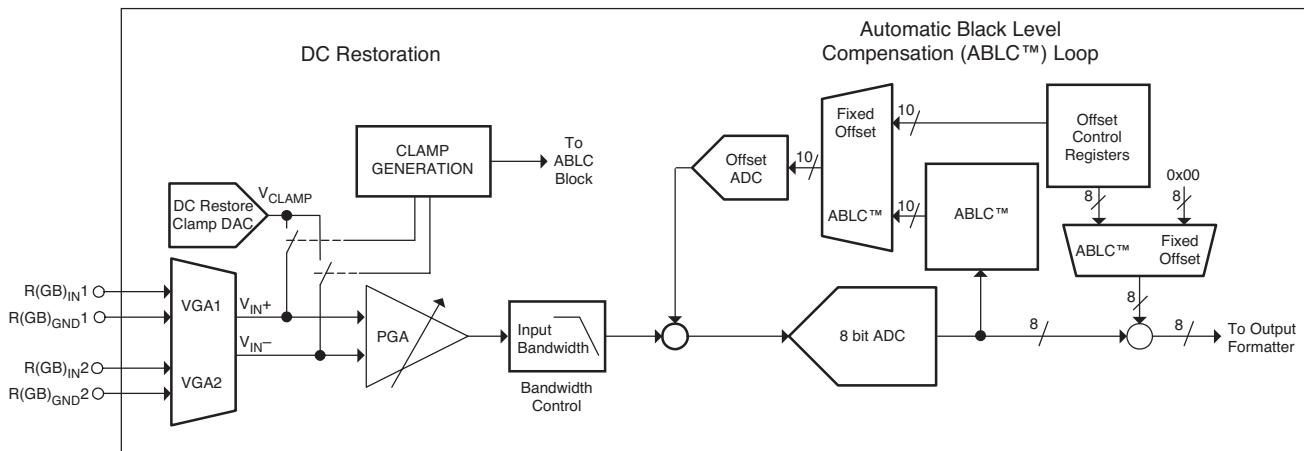 DC Restoration
Automatic Black Level
Compensation (ABLC™) Loop
CLAMP
GENERATION
To
ABLC
Block
DC Restore
Clamp DAC
V_CLAMP
Offset
ADC
10
Fixed
Offset
ABLC™
10
10
ABLC™
Offset
Control
Registers
8
0x00
8
ABLC™
Fixed
Offset
8
R(GB)_IN1
R(GB)_GND1
R(GB)_IN2
R(GB)_GND2
VGA1
VGA2
V_IN+
V_IN−
PGA
Input
Bandwidth
Bandwidth
Control
8 bit ADC
8
8
To Output
Formatter